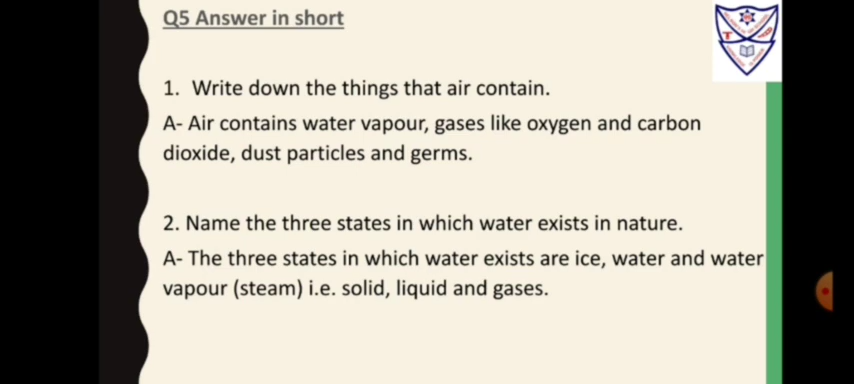 Q5 Answer in short
1. Write down the things that air contain.
A- Air contains water vapour, gases like oxygen and carbon
dioxide, dust particles and germs.
2. Name the three states in which water exists in nature.
A- The three states in which water exists are ice, water and water
vapour (steam) i.e. solid, liquid and gases.